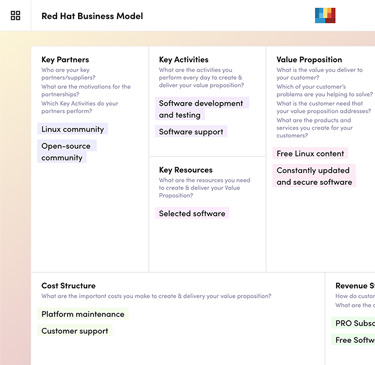 Red Hat Business Model
Key Partners
Who are your key
partners/suppliers?
What are the motivations for the
partnerships?
Which Key Activities do your
partners perform?
Linux community
Open-source
community
Key Activities
What are the activities you
perform every day to create &
deliver your value proposition?
Software development
and testing
Software support
Key Resources
What are the resources you need
to create & deliver your Value
Proposition?
Selected software
Value Proposition
What is the value you deliver to
your customer?
Which of your customer's
problems are you helping to solve?
What is the customer need that
your value proposition addresses?
What are the products and
services you create for your
customers?
Free Linux content
Constantly updated
and secure software
Cost Structure
What are the important costs you make to create & delivery your value proposition?
Platform maintenance
Customer support
Revenue S
How do custom
What are the
PRO Subsc
Free Softw